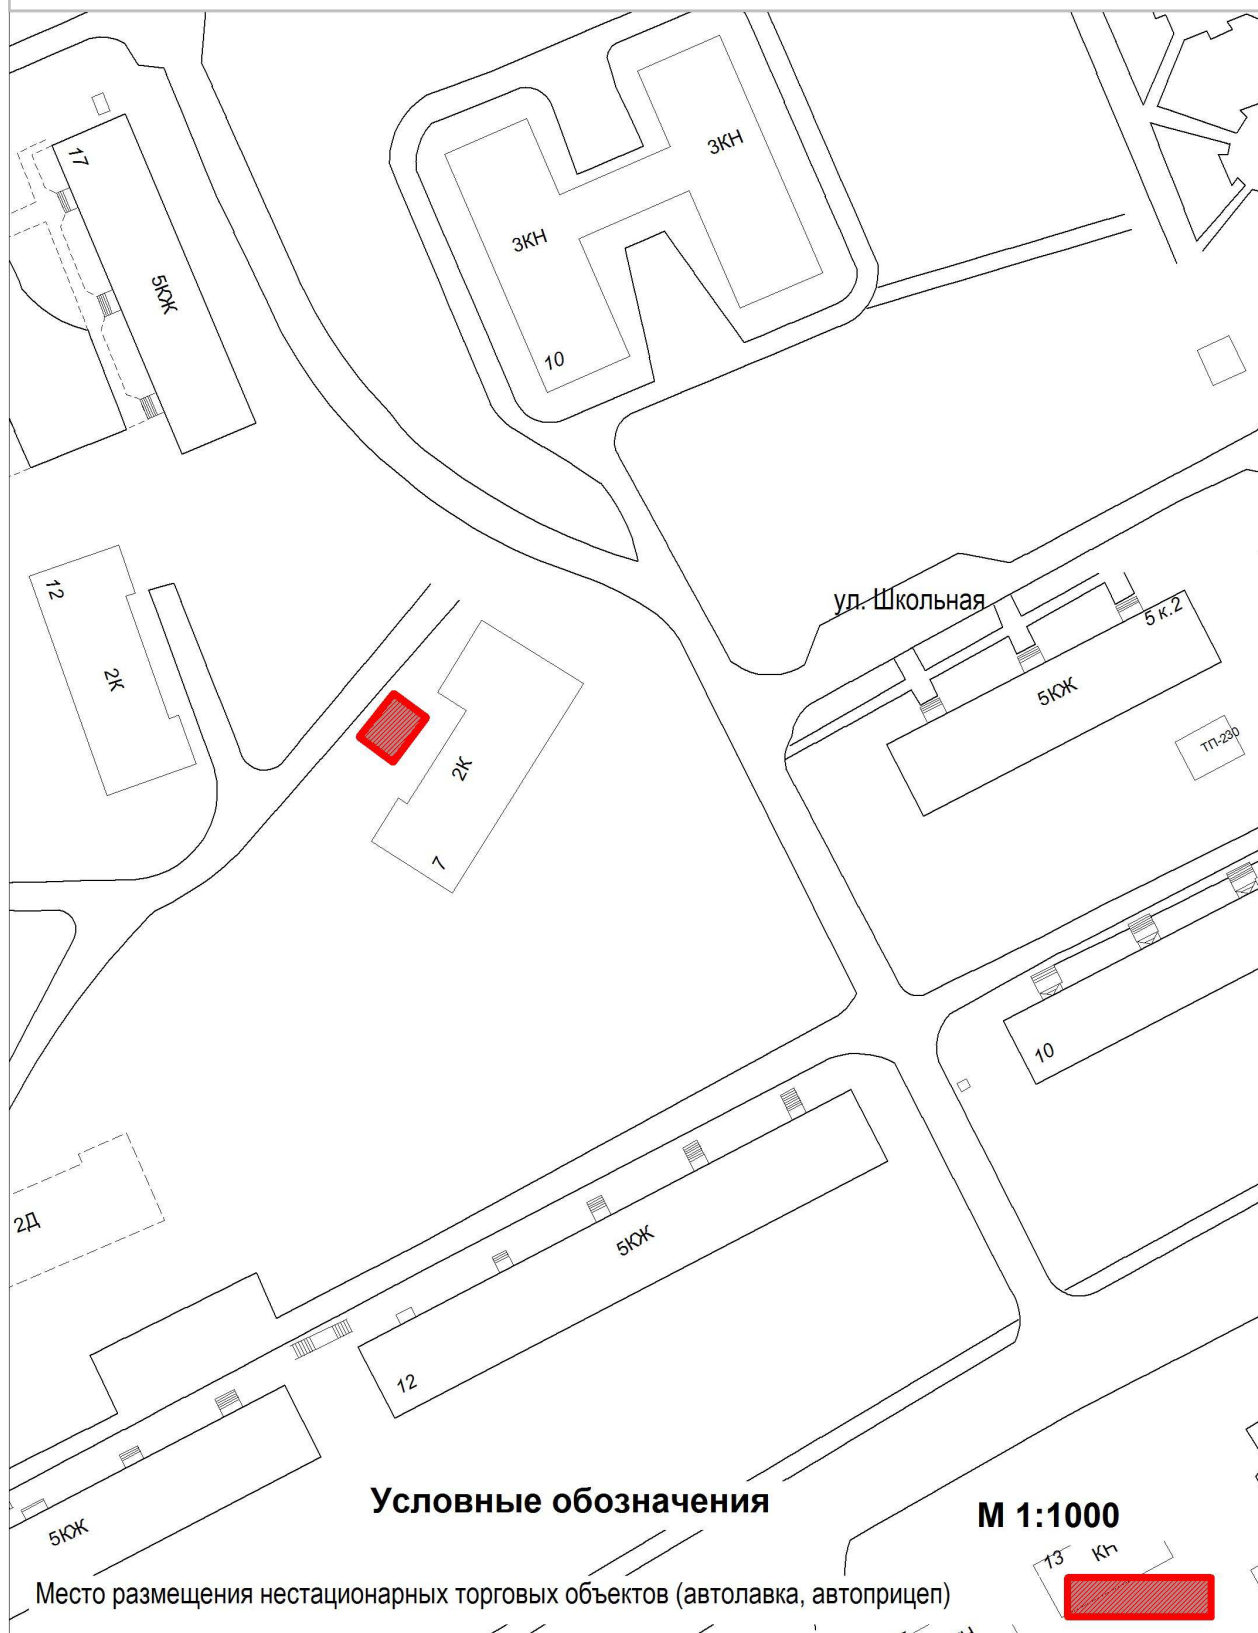 3КН
17
3КН
5КЖ
10
12
ул. Школьная
5 к.2
2К
5КЖ
ТП-230
2К
7
10
2Д
5КЖ
12
Условные обозначения
М 1:1000
5КЖ
13 КН
Место размещения нестационарных торговых объектов (автолавка, автоприцеп)